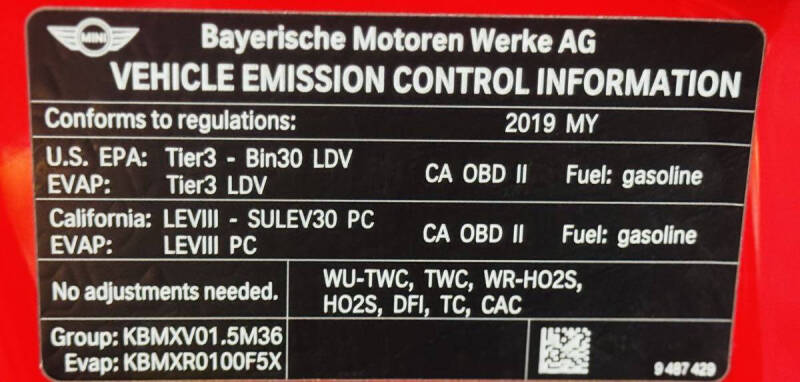 MINI
Bayerische Motoren Werke AG
VEHICLE EMISSION CONTROL INFORMATION
Conforms to regulations: 2019 MY
U.S. EPA: Tier3 - Bin30 LDV CA OBD II Fuel: gasoline
EVAP: Tier3 LDV
California: LEVIII - SULEV30 PC CA OBD II Fuel: gasoline
EVAP: LEVIII PC
No adjustments needed.
WU-TWC, TWC, WR-HO2S,
HO2S, DFI, TC, CAC
Group: KBMXV01.5M36
Evap: KBMXR0100F5X
9 487 429